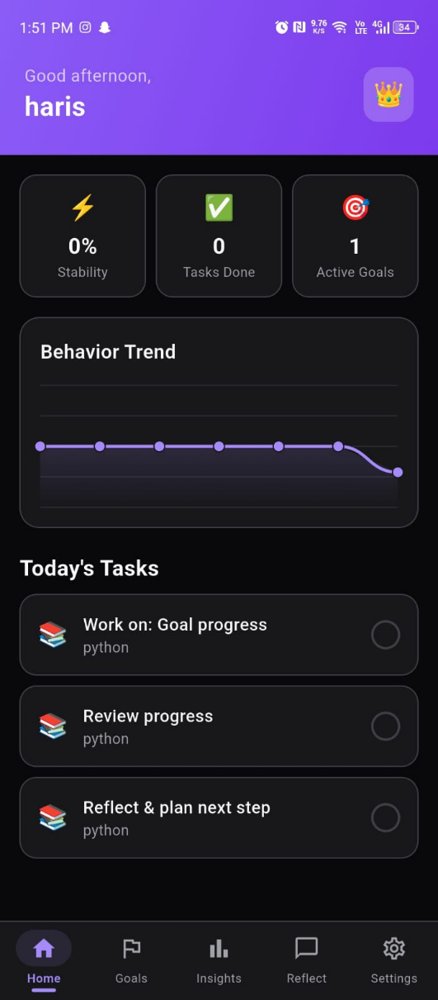 1:51 PM
9.76 K/S Vo LTE 4G 34
Good afternoon,
haris
0%
Stability
0
Tasks Done
1
Active Goals
Behavior Trend
Today's Tasks
Work on: Goal progress
python
Review progress
python
Reflect & plan next step
python
Home
Goals
Insights
Reflect
Settings